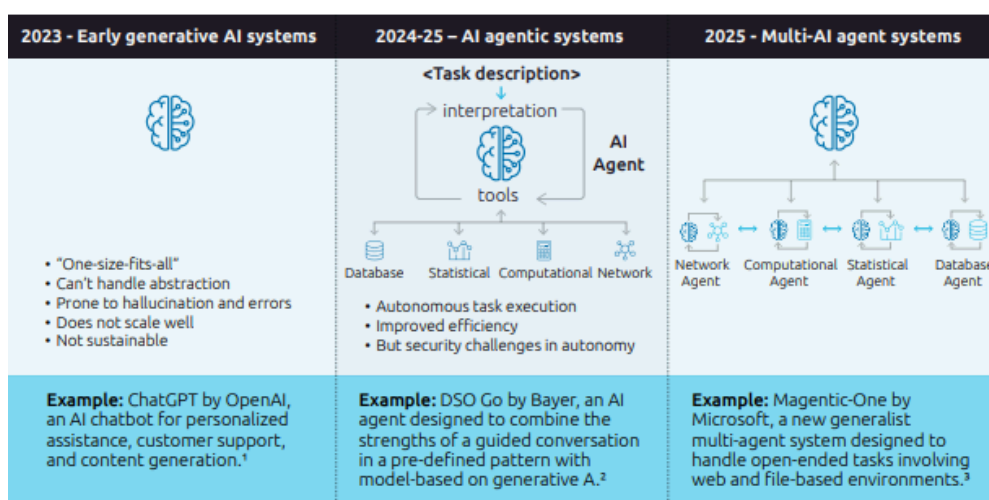 2023 - Early generative AI systems
• "One-size-fits-all"
• Can't handle abstraction
• Prone to hallucination and errors
• Does not scale well
• Not sustainable
Example: ChatGPT by OpenAI,
an AI chatbot for personalized
assistance, customer support,
and content generation.¹
2024-25 – AI agentic systems
<Task description>
interpretation
AI
Agent
tools
Database Statistical Computational Network
• Autonomous task execution
• Improved efficiency
• But security challenges in autonomy
Example: DSO Go by Bayer, an AI
agent designed to combine the
strengths of a guided conversation
in a pre-defined pattern with
model-based on generative A.²
2025 - Multi-AI agent systems
Network Computational Statistical Database
Agent Agent Agent Agent
Example: Magentic-One by
Microsoft, a new generalist
multi-agent system designed to
handle open-ended tasks involving
web and file-based environments.³